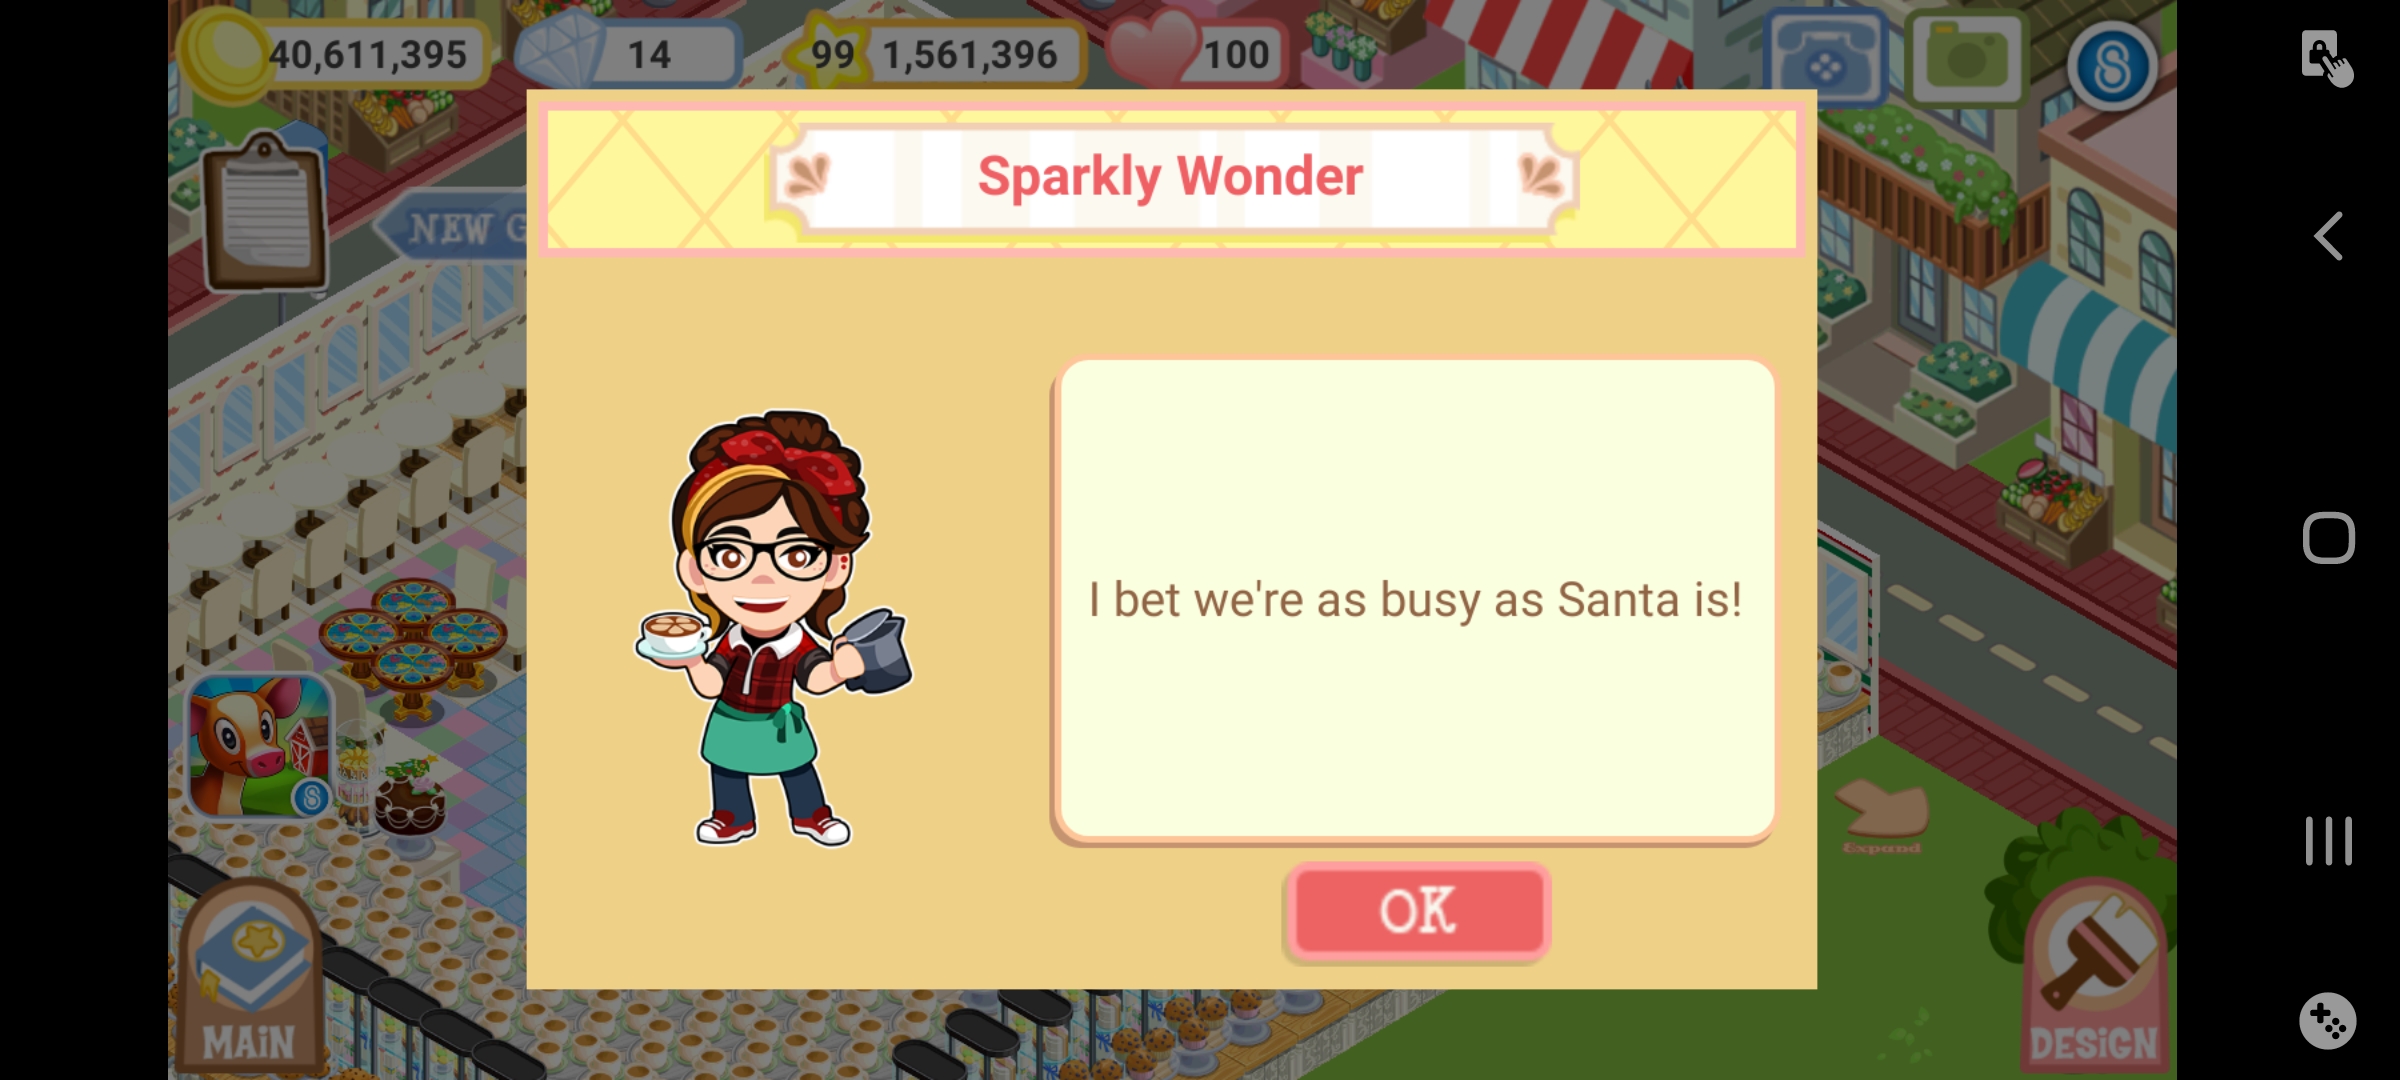 40,611,395
14
99
1,561,396
100
NEW G
Sparkly Wonder
I bet we're as busy as Santa is!
OK
Expand
MAiN
DESiGN